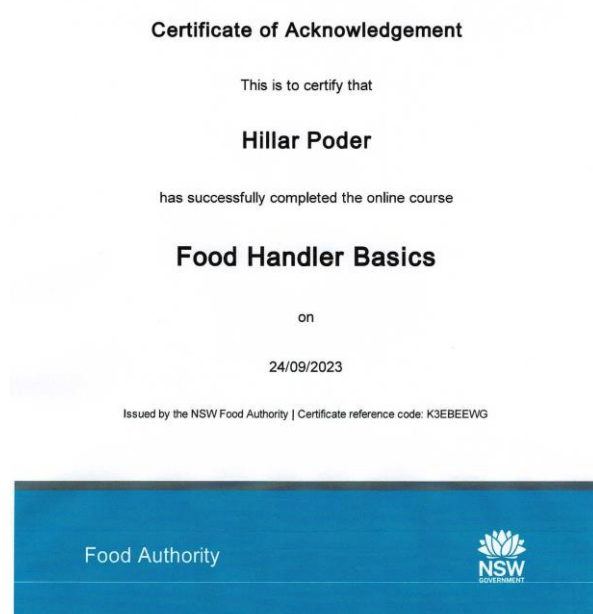 Certificate of Acknowledgement
This is to certify that
Hillar Poder
has successfully completed the online course
Food Handler Basics
on
24/09/2023
Issued by the NSW Food Authority | Certificate reference code: K3EBEEWG
Food Authority
NSW
GOVERNMENT